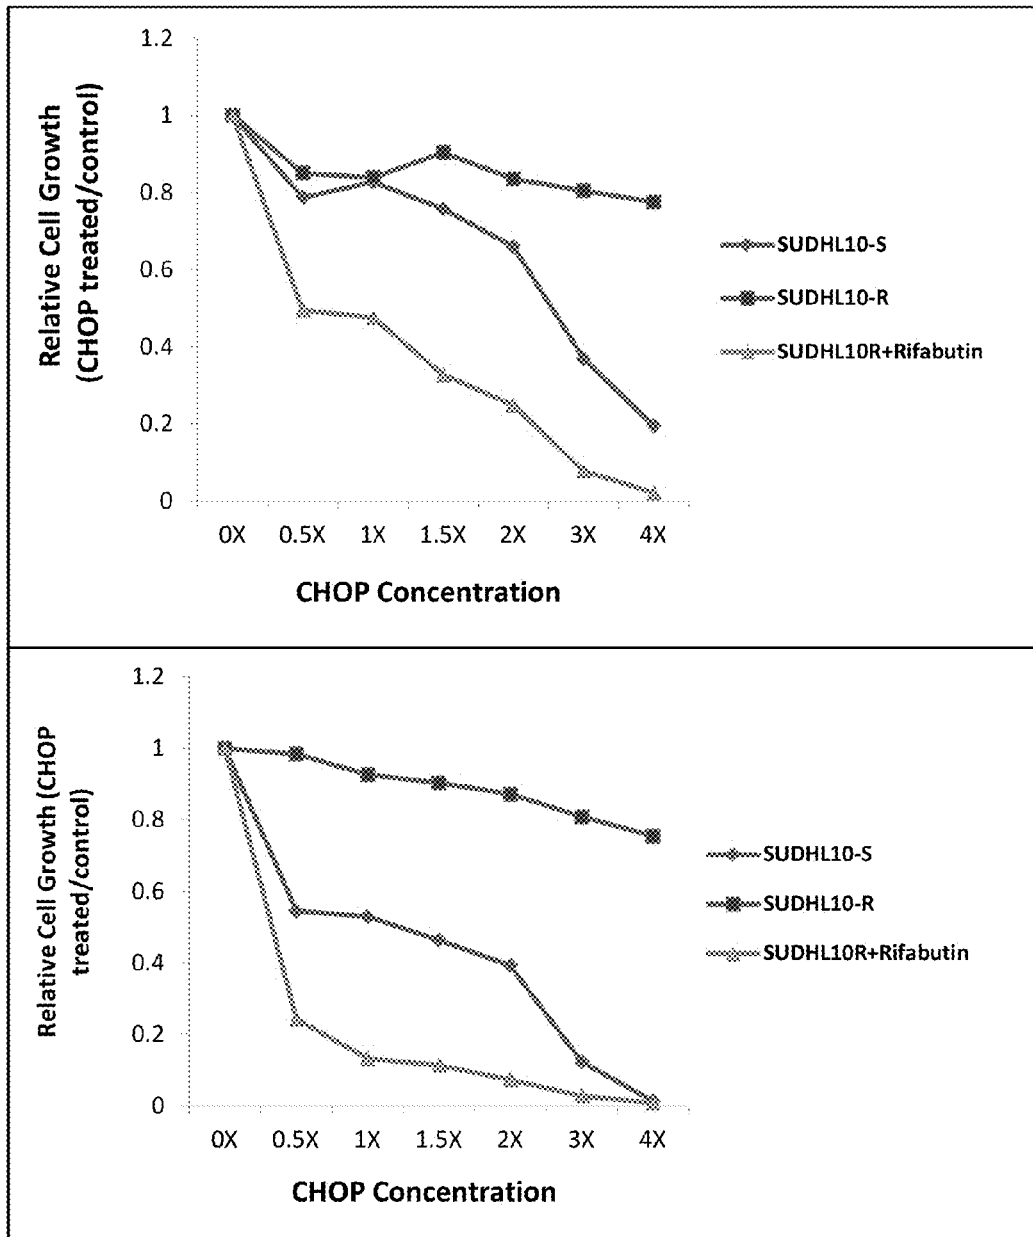 1.2
1
0.8
0.6
0.4
0.2
0
Relative Cell Growth
(CHOP treated/control)
0X 0.5X 1X 1.5X 2X 3X 4X
CHOP Concentration
SUDHL10-S
SUDHL10-R
SUDHL10R+Rifabutin
1.2
1
0.8
0.6
0.4
0.2
0
Relative Cell Growth (CHOP
treated/control)
0X 0.5X 1X 1.5X 2X 3X 4X
CHOP Concentration
SUDHL10-S
SUDHL10-R
SUDHL10R+Rifabutin